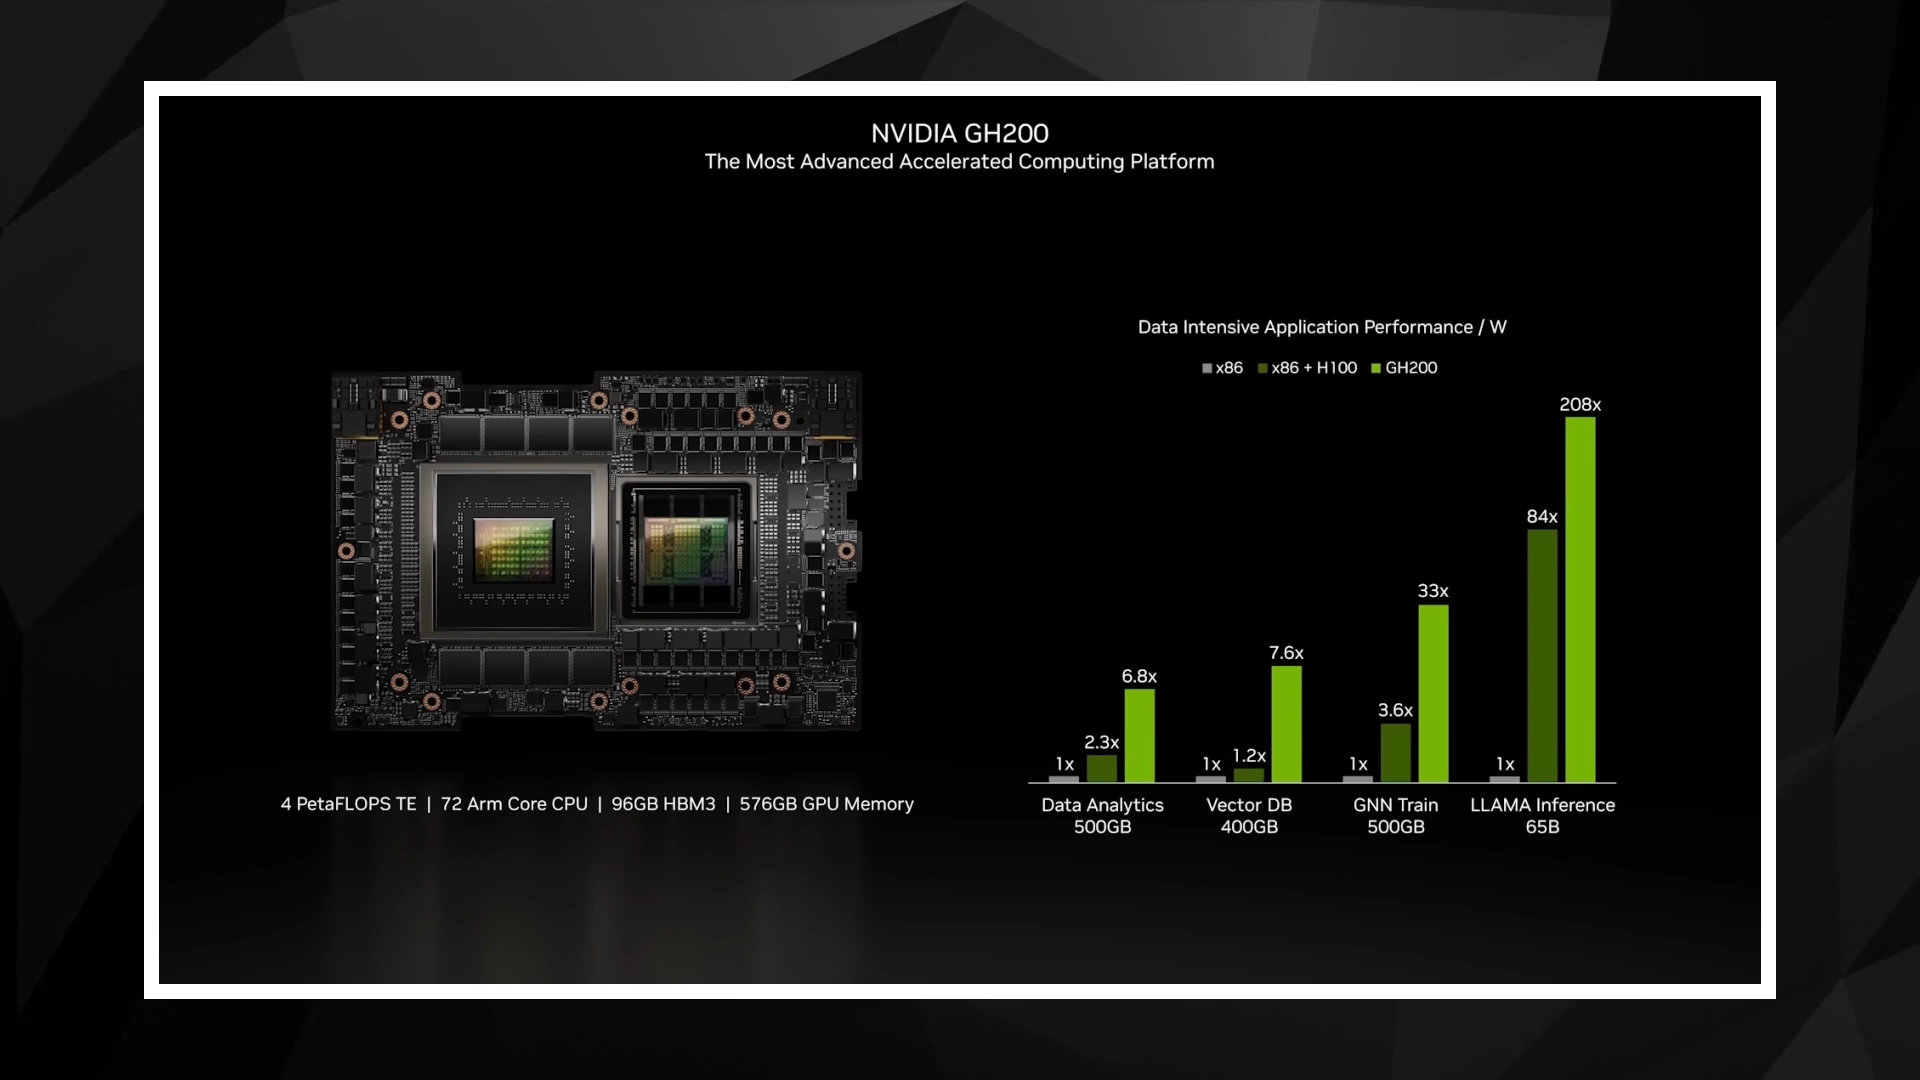 NVIDIA GH200
The Most Advanced Accelerated Computing Platform
4 PetaFLOPS TE | 72 Arm Core CPU | 96GB HBM3 | 576GB GPU Memory
Data Intensive Application Performance / W
x86 x86 + H100 GH200
1x 2.3x 6.8x
1x 1.2x 7.6x
1x 3.6x 33x
1x 84x 208x
Data Analytics
500GB
Vector DB
400GB
GNN Train
500GB
LLAMA Inference
65B